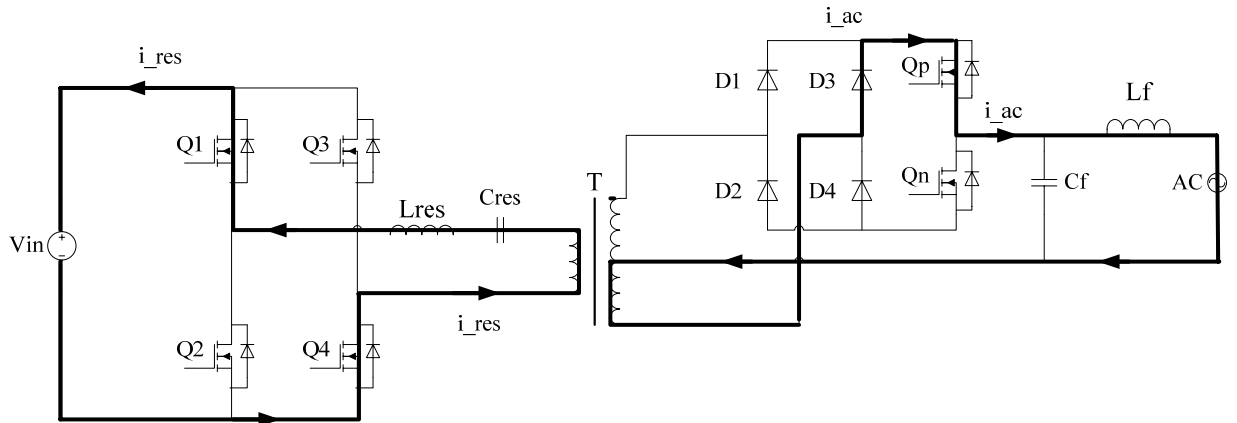 i_ac
i_res
D1
D3
Qp
Lf
i_ac
Q1
Q3
T
D2
D4
Qn
Cf
AC
Cres
Lres
Vin
+
−
i_res
Q2
Q4